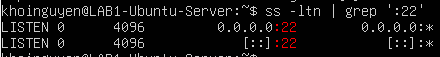 khoinguyen@LAB1-Ubuntu-Server:~$ ss -ltn | grep ':22'
LISTEN 0      4096         0.0.0.0:22        0.0.0.0:*
LISTEN 0      4096            [::]:22           [::]:*